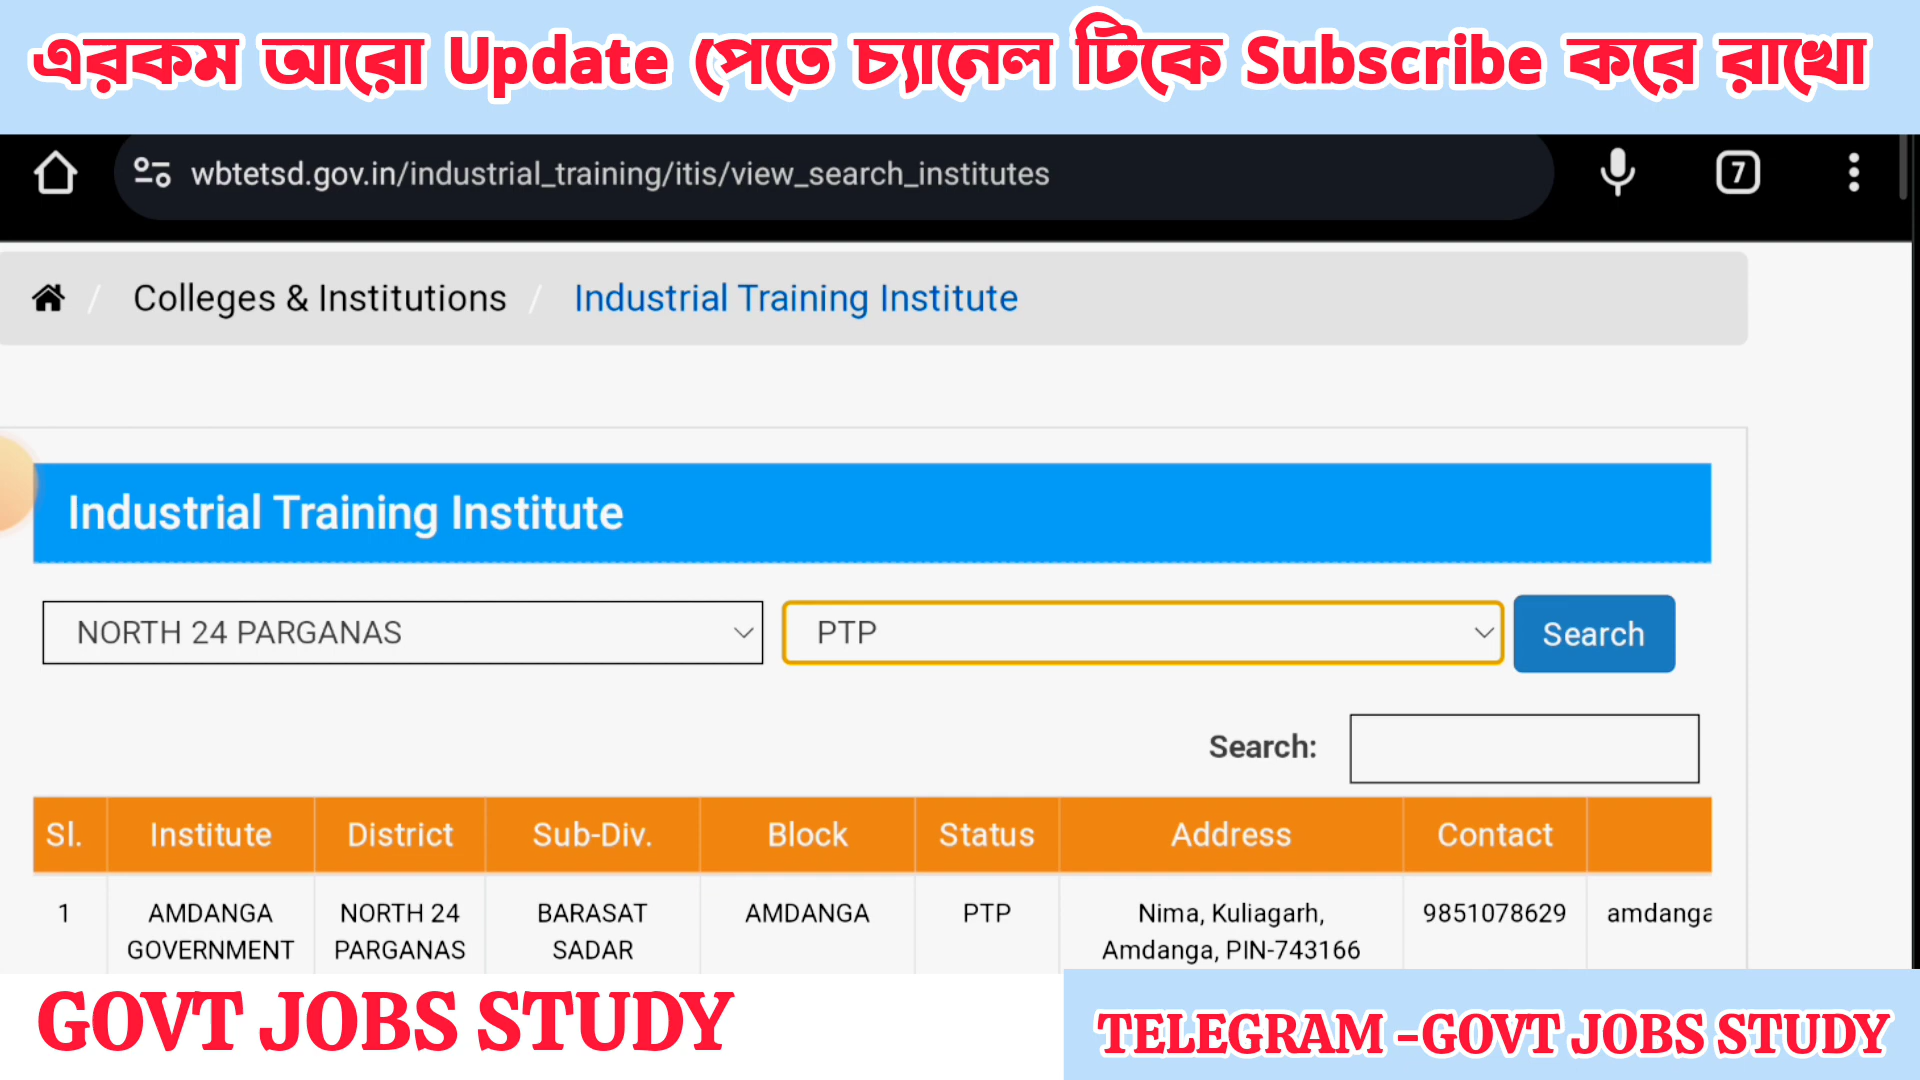 এরকম আরো Update পেতে চ্যানেল টিকে Subscribe করে রাখো
wbtetsd.gov.in/industrial_training/itis/view_search_institutes
7
/ Colleges & Institutions / Industrial Training Institute
Industrial Training Institute
NORTH 24 PARGANAS
PTP
Search
Search:
Sl. Institute District Sub-Div. Block Status Address Contact
1 AMDANGA NORTH 24 BARASAT AMDANGA PTP Nima, Kuliagarh, 9851078629 amdanga
GOVERNMENT PARGANAS SADAR Amdanga, PIN-743166
GOVT JOBS STUDY
TELEGRAM -GOVT JOBS STUDY